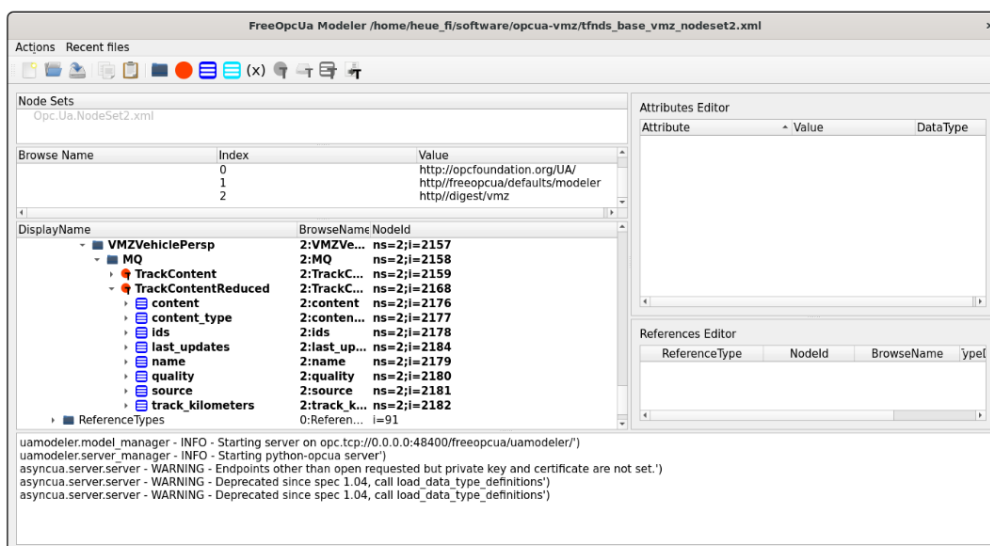 FreeOpcUa Modeler /home/heue_fi/software/opcua-vmz/tfnds_base_vmz_nodeset2.xml
Actions Recent files
(x)
Node Sets
Opc.Ua.NodeSet2.xml
Browse Name Index Value
0 http://opcfoundation.org/UA/
1 http//freeopcua/defaults/modeler
2 http//digest/vmz
DisplayName BrowseName NodeId
VMZVehiclePersp 2:VMZVe... ns=2;i=2157
MQ 2:MQ ns=2;i=2158
TrackContent 2:TrackC... ns=2;i=2159
TrackContentReduced 2:TrackC... ns=2;i=2168
content 2:content ns=2;i=2176
content_type 2:conten... ns=2;i=2177
ids 2:ids ns=2;i=2178
last_updates 2:last_up... ns=2;i=2184
name 2:name ns=2;i=2179
quality 2:quality ns=2;i=2180
source 2:source ns=2;i=2181
track_kilometers 2:track_k... ns=2;i=2182
ReferenceTypes 0:Referen... i=91
Attributes Editor
Attribute Value DataType
References Editor
ReferenceType NodeId BrowseName
uamodeler.model_manager - INFO - Starting server on opc.tcp://0.0.0.0:48400/freeopcua/uamodeler/')
uamodeler.server_manager - INFO - Starting python-opcua server')
asyncua.server.server - WARNING - Endpoints other than open requested but private key and certificate are not set.')
asyncua.server.server - WARNING - Deprecated since spec 1.04, call load_data_type_definitions')
asyncua.server.server - WARNING - Deprecated since spec 1.04, call load_data_type_definitions')